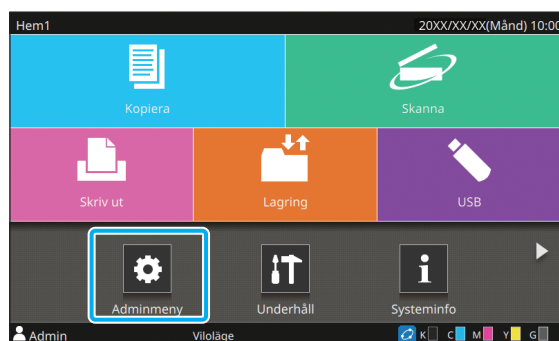 Hem1 20XX/XX/XX(Månd) 10:00
Kopiera Skanna
Skriv ut Lagring USB
Adminmeny Underhåll Systeminfo
Admin Viloläge K C M Y G